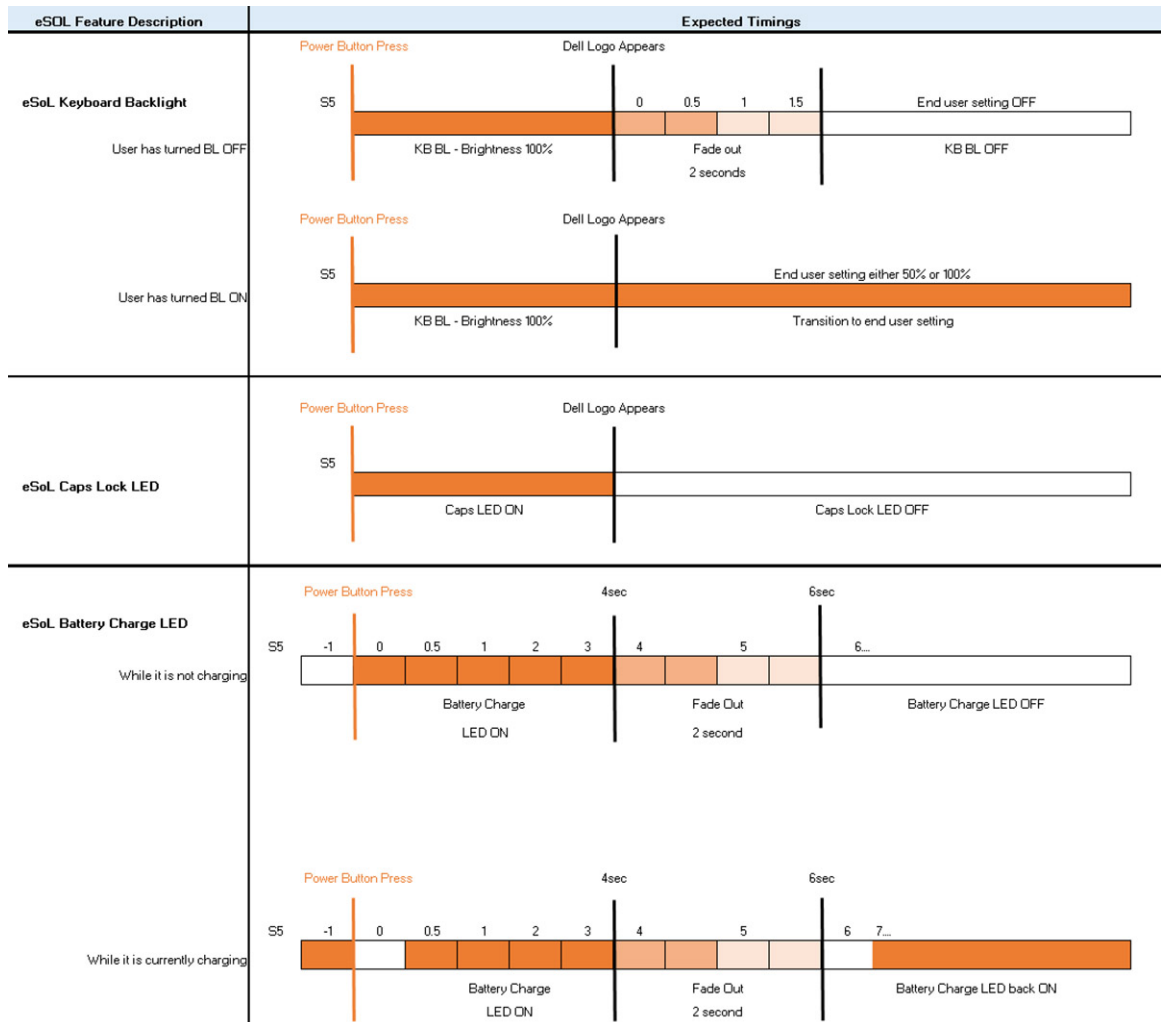 eSOL Feature Description
Expected Timings
Power Button Press
Dell Logo Appears
eSoL Keyboard Backlight
S5
0 0.5 1 1.5
End user setting OFF
User has turned BL OFF
KB BL - Brightness 100%
Fade out
KB BL OFF
2 seconds
Power Button Press
Dell Logo Appears
S5
End user setting either 50% or 100%
User has turned BL ON
KB BL - Brightness 100%
Transition to end user setting
Power Button Press
Dell Logo Appears
S5
eSoL Caps Lock LED
Caps LED ON
Caps Lock LED OFF
Power Button Press
4sec
6sec
eSoL Battery Charge LED
S5 -1 0 0.5 1 2 3 4 5 6...
While it is not charging
Battery Charge
Fade Out
Battery Charge LED OFF
LED ON
2 second
Power Button Press
4sec
6sec
S5 -1 0 0.5 1 2 3 4 5 6 7...
While it is currently charging
Battery Charge
Fade Out
Battery Charge LED back ON
LED ON
2 second